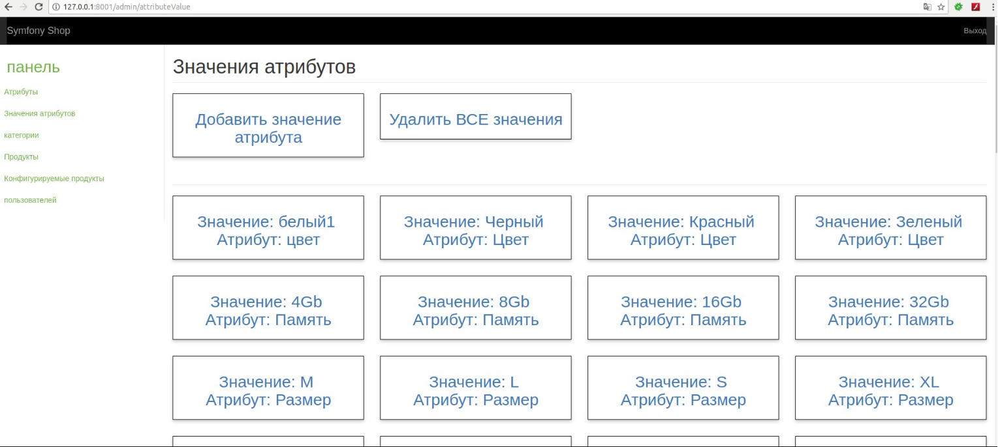 127.0.0.1:8001/admin/attributeValue
Symfony Shop
Выход
панель
Атрибуты
Значения атрибутов
категории
Продукты
Конфигурируемые продукты
пользователей
Значения атрибутов
Добавить значение
атрибута
Удалить ВСЕ значения
Значение: белый1
Атрибут: цвет
Значение: Черный
Атрибут: Цвет
Значение: Красный
Атрибут: Цвет
Значение: Зеленый
Атрибут: Цвет
Значение: 4Gb
Атрибут: Память
Значение: 8Gb
Атрибут: Память
Значение: 16Gb
Атрибут: Память
Значение: 32Gb
Атрибут: Память
Значение: M
Атрибут: Размер
Значение: L
Атрибут: Размер
Значение: S
Атрибут: Размер
Значение: XL
Атрибут: Размер